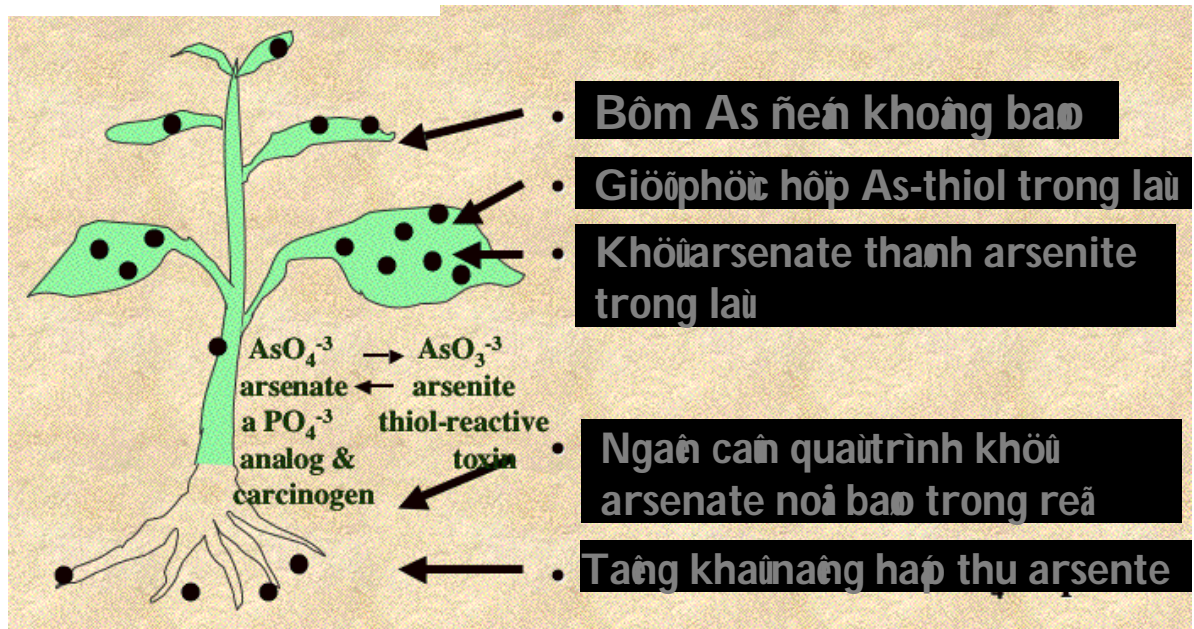 Bôm As ñeán khoâng baøo
Giöõ phöùc hôïp As-thiol trong laù
Khöû arsenate thaønh arsenite
trong laù
AsO₄⁻³ → AsO₃⁻³
arsenate ← arsenite
a PO₄⁻³ thiol-reactive
analog & toxin
carcinogen
Ngaên caûn quaù trình khöû
arsenate noäi baøo trong reã
Taêng khaû naêng haáp thu arsente